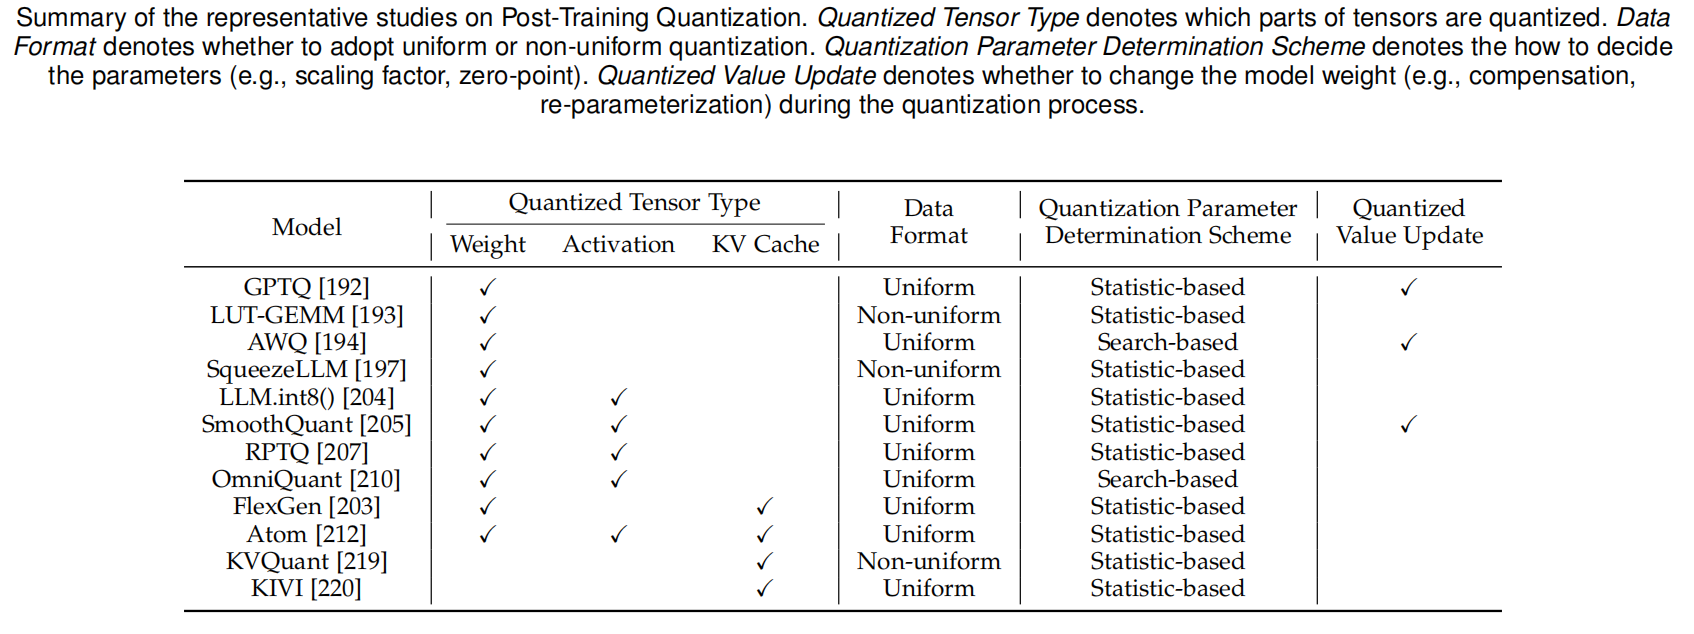 Summary of the representative studies on Post-Training Quantization. Quantized Tensor Type denotes which parts of tensors are quantized. Data
Format denotes whether to adopt uniform or non-uniform quantization. Quantization Parameter Determination Scheme denotes the how to decide
the parameters (e.g., scaling factor, zero-point). Quantized Value Update denotes whether to change the model weight (e.g., compensation,
re-parameterization) during the quantization process.
Model | Quantized Tensor Type | Data Format | Quantization Parameter Determination Scheme | Quantized Value Update
Weight Activation KV Cache
GPTQ [192] ✓ Uniform Statistic-based ✓
LUT-GEMM [193] ✓ Non-uniform Statistic-based
AWQ [194] ✓ Uniform Search-based ✓
SqueezeLLM [197] ✓ Non-uniform Statistic-based
LLM.int8() [204] ✓ ✓ Uniform Statistic-based
SmoothQuant [205] ✓ ✓ Uniform Statistic-based ✓
RPTQ [207] ✓ ✓ Uniform Statistic-based
OmniQuant [210] ✓ ✓ Uniform Search-based
FlexGen [203] ✓ ✓ Uniform Statistic-based
Atom [212] ✓ ✓ ✓ Uniform Statistic-based
KVQuant [219] ✓ Non-uniform Statistic-based
KIVI [220] ✓ Uniform Statistic-based